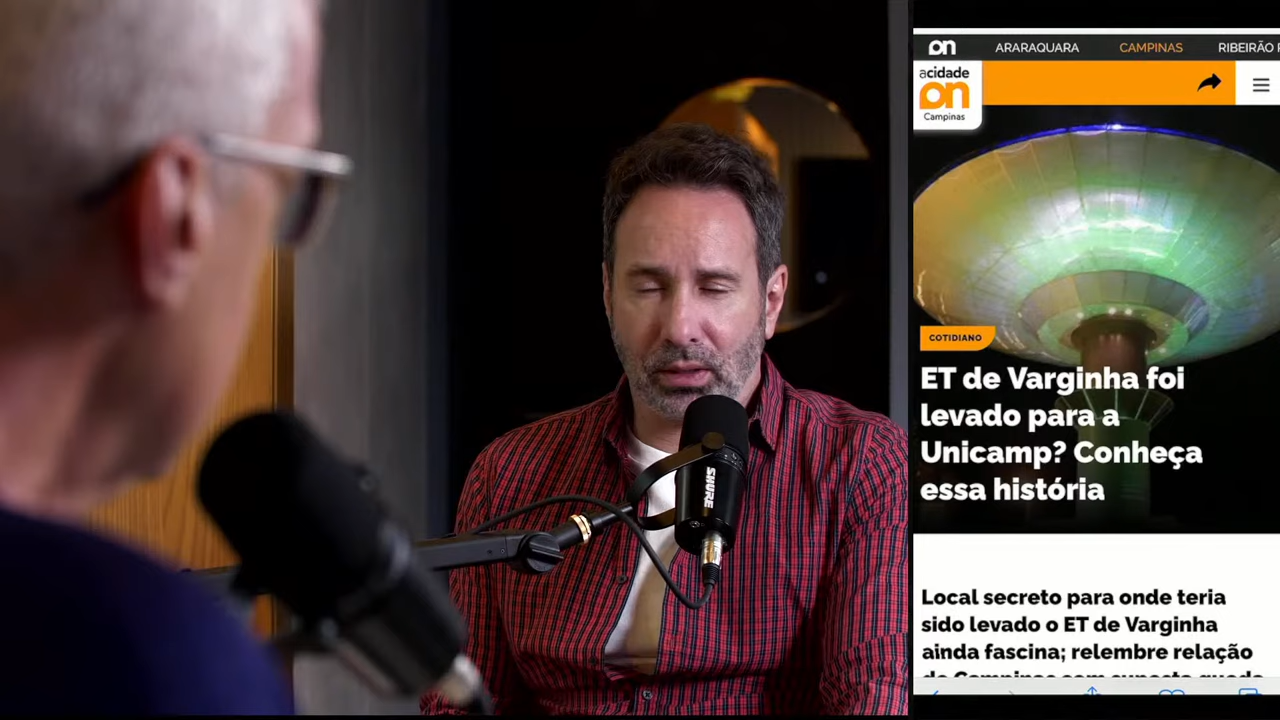 on ARARAQUARA CAMPINAS RIBEIRÃO
acidade
on
Campinas
COTIDIANO
ET de Varginha foi
levado para a
Unicamp? Conheça
essa história
Local secreto para onde teria
sido levado o ET de Varginha
ainda fascina; relembre relação
SHURE